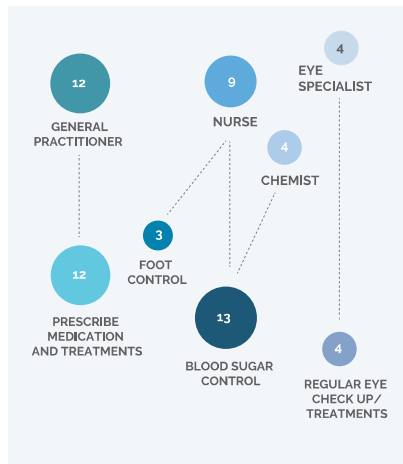 12
GENERAL
PRACTITIONER
9
NURSE
4
EYE
SPECIALIST
4
CHEMIST
3
FOOT
CONTROL
12
PRESCRIBE
MEDICATION
AND TREATMENTS
13
BLOOD SUGAR
CONTROL
4
REGULAR EYE
CHECK UP/
TREATMENTS